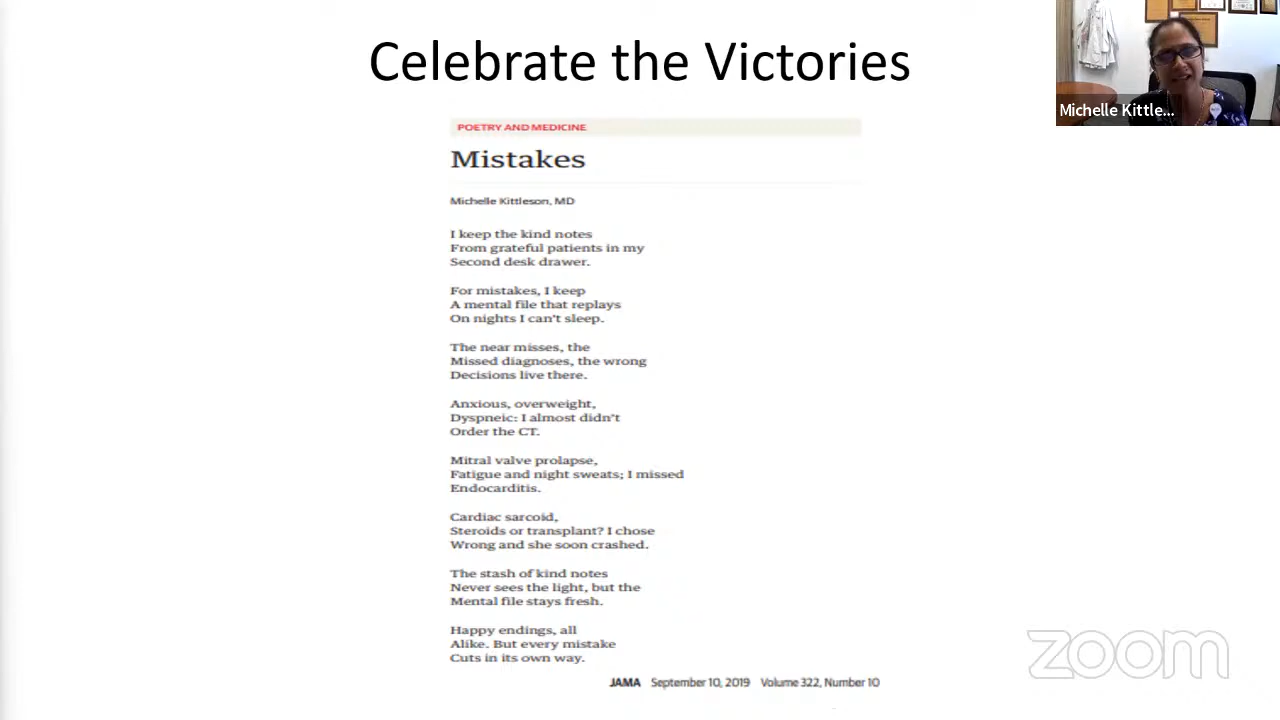 Celebrate the Victories
Michelle Kittle...
POETRY AND MEDICINE
Mistakes
Michelle Kittleson, MD
I keep the kind notes
From grateful patients in my
Second desk drawer.
For mistakes, I keep
A mental file that replays
On nights I can't sleep.
The near misses, the
Missed diagnoses, the wrong
Decisions live there.
Anxious, overweight,
Dyspneic: I almost didn't
Order the CT.
Mitral valve prolapse,
Fatigue and night sweats; I missed
Endocarditis.
Cardiac sarcoid,
Steroids or transplant? I chose
Wrong and she soon crashed.
The stash of kind notes
Never sees the light, but the
Mental file stays fresh.
Happy endings, all
Alike. But every mistake
Cuts in its own way.
JAMA September 10, 2019 Volume 322, Number 10
zoom